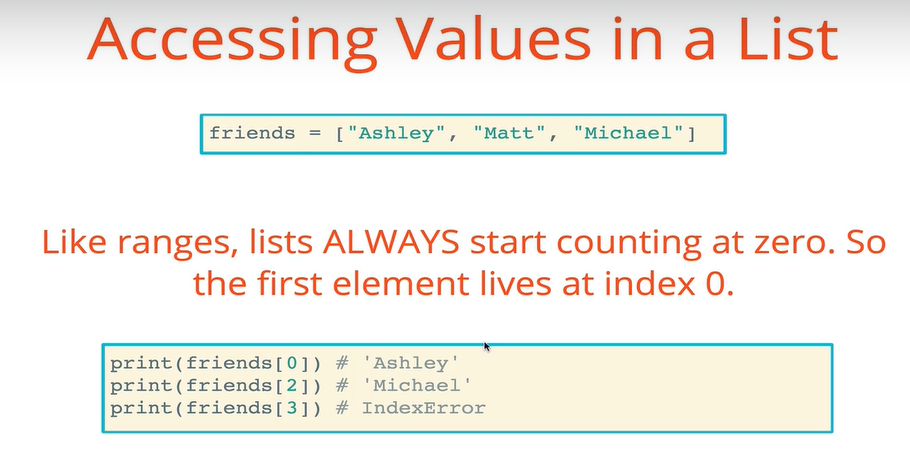 Accessing Values in a List
friends = ["Ashley", "Matt", "Michael"]
Like ranges, lists ALWAYS start counting at zero. So
the first element lives at index 0.
print(friends[0]) # 'Ashley'
print(friends[2]) # 'Michael'
print(friends[3]) # IndexError